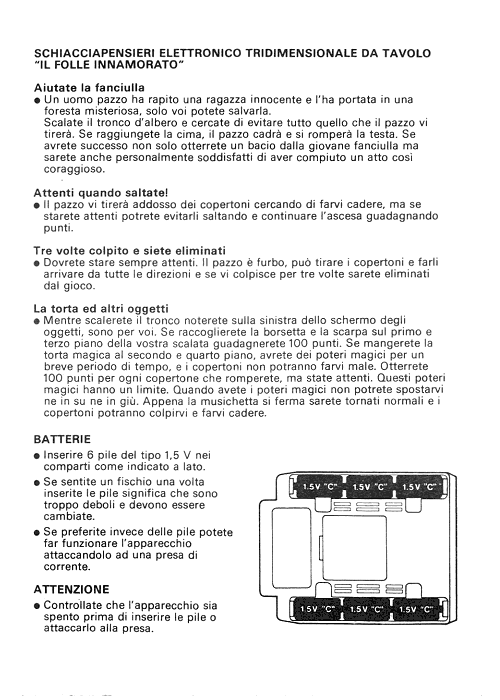 SCHIACCIAPENSIERI ELETTRONICO TRIDIMENSIONALE DA TAVOLO
"IL FOLLE INNAMORATO"
Aiutate la fanciulla
● Un uomo pazzo ha rapito una ragazza innocente e l'ha portata in una
foresta misteriosa, solo voi potete salvarla.
Scalate il tronco d'albero e cercate di evitare tutto quello che il pazzo vi
tirerà. Se raggiungete la cima, il pazzo cadrà e si romperà la testa. Se
avrete successo non solo otterrete un bacio dalla giovane fanciulla ma
sarete anche personalmente soddisfatti di aver compiuto un atto cosi
coraggioso.
Attenti quando saltate!
● Il pazzo vi tirerà addosso dei copertoni cercando di farvi cadere, ma se
starete attenti potrete evitarli saltando e continuare l'ascesa guadagnando
punti.
Tre volte colpito e siete eliminati
● Dovrete stare sempre attenti. Il pazzo è furbo, può tirare i copertoni e farli
arrivare da tutte le direzioni e se vi colpisce per tre volte sarete eliminati
dal gioco.
La torta ed altri oggetti
● Mentre scalerete il tronco noterete sulla sinistra dello schermo degli
oggetti, sono per voi. Se raccoglierete la borsetta e la scarpa sul primo e
terzo piano della vostra scalata guadagnerete 100 punti. Se mangerete la
torta magica al secondo e quarto piano, avrete dei poteri magici per un
breve periodo di tempo, e i copertoni non potranno farvi male. Otterrete
100 punti per ogni copertone che romperete, ma state attenti. Questi poteri
magici hanno un limite. Quando avete i poteri magici non potrete spostarvi
ne in su ne in giù. Appena la musichetta si ferma sarete tornati normali e i
copertoni potranno colpirvi e farvi cadere.
BATTERIE
● Inserire 6 pile del tipo 1,5 V nei
comparti come indicato a lato.
● Se sentite un fischio una volta
inserite le pile significa che sono
troppo deboli e devono essere
cambiate.
● Se preferite invece delle pile potete
far funzionare l'apparecchio
attaccandolo ad una presa di
corrente.
ATTENZIONE
● Controllate che l'apparecchio sia
spento prima di inserire le pile o
attaccarlo alla presa.
1.5V "C" 1.5V "C" 1.5V "C"
1.5V "C" 1.5V "C" 1.5V "C"